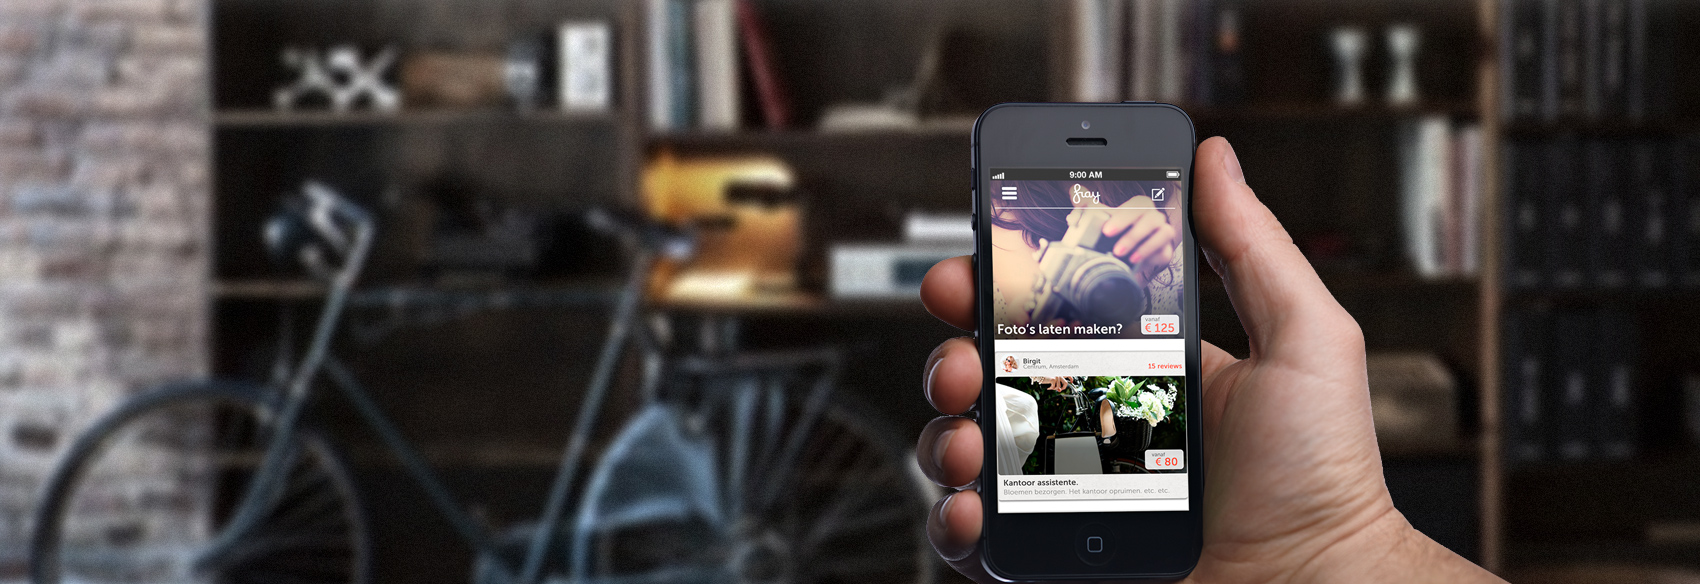 9:00 AM
Foto's laten maken?
vanaf
€ 125
Birgit
Centrum, Amsterdam
15 reviews
vanaf
€ 80
Kantoor assistente.
Bloemen bezorgen. Het kantoor opruimen. etc. etc.